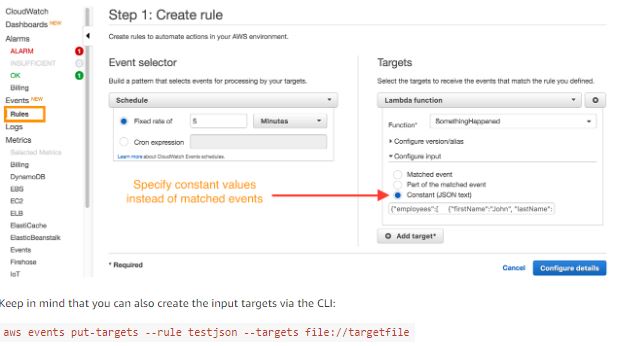 CloudWatch
Dashboards NEW
Alarms
ALARM 0
INSUFFICIENT 0
OK 1
Billing
Events NEW
Rules
Logs
Metrics
Selected Metrics
Billing
DynamoDB
EBS
EC2
ELB
ElastiCache
ElasticBeanstalk
Events
Firehose
IoT
Step 1: Create rule
Create rules to automate actions in your AWS environment.
Event selector
Build a pattern that selects events for processing by your targets.
Schedule
Fixed rate of 5 Minutes
Cron expression
Learn more about CloudWatch Events schedules.
Specify constant values
instead of matched events
* Required
Targets
Select the targets to receive the events that match the rule you defined.
Lambda function
Function* SomethingHappened
Configure version/alias
Configure input
Matched event
Part of the matched event
Constant (JSON text)
{"employees":[ {"firstName":"John", "lastName":
Add target*
Cancel Configure details
Keep in mind that you can also create the input targets via the CLI:
aws events put-targets --rule testjson --targets file://targetfile